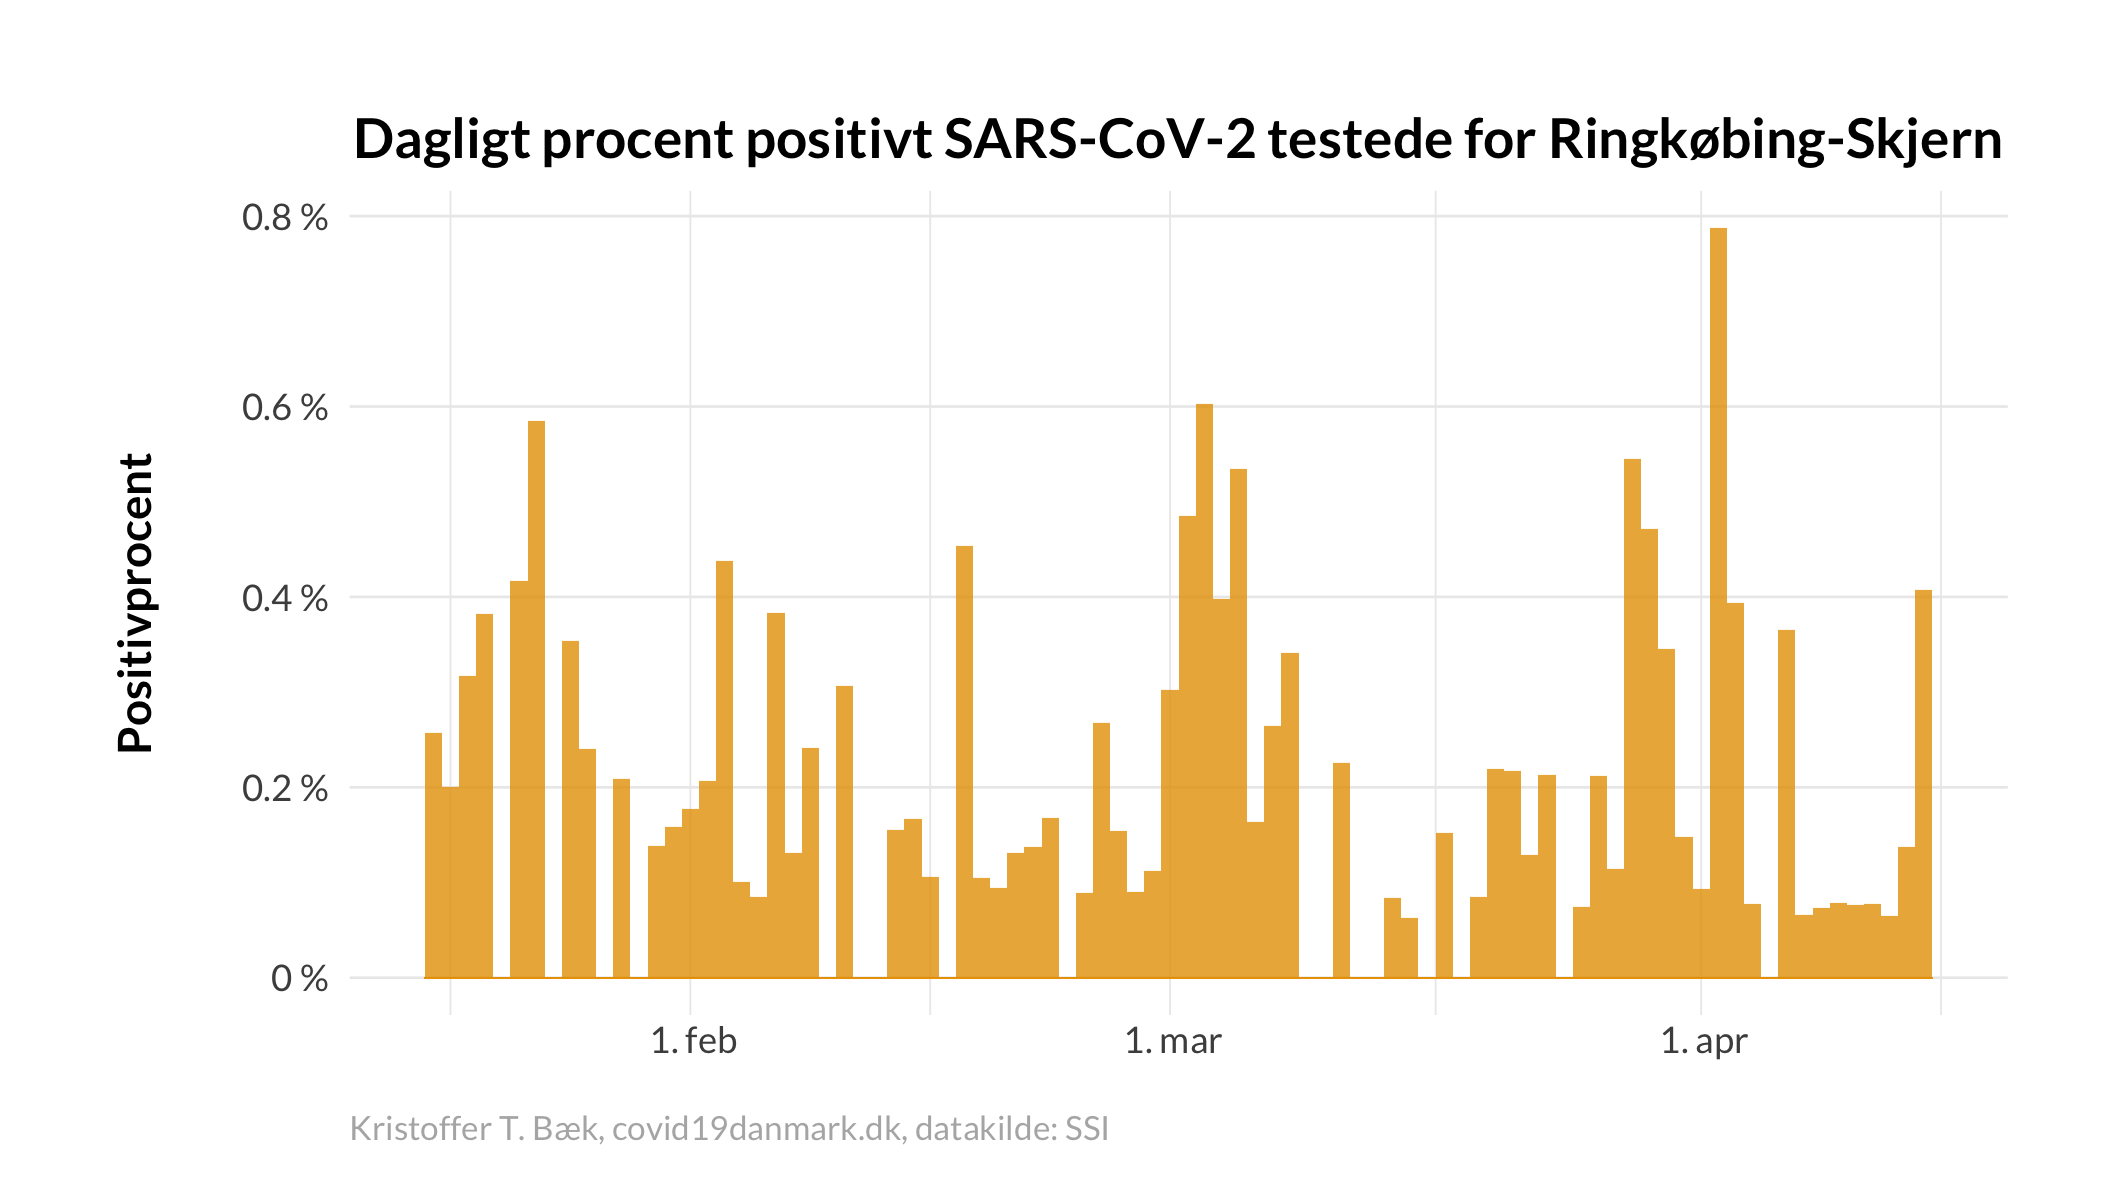 Dagligt procent positivt SARS-CoV-2 testede for Ringkøbing-Skjern
Positivprocent
0.8 %
0.6 %
0.4 %
0.2 %
0 %
1. feb
1. mar
1. apr
Kristoffer T. Bæk, covid19danmark.dk, datakilde: SSI